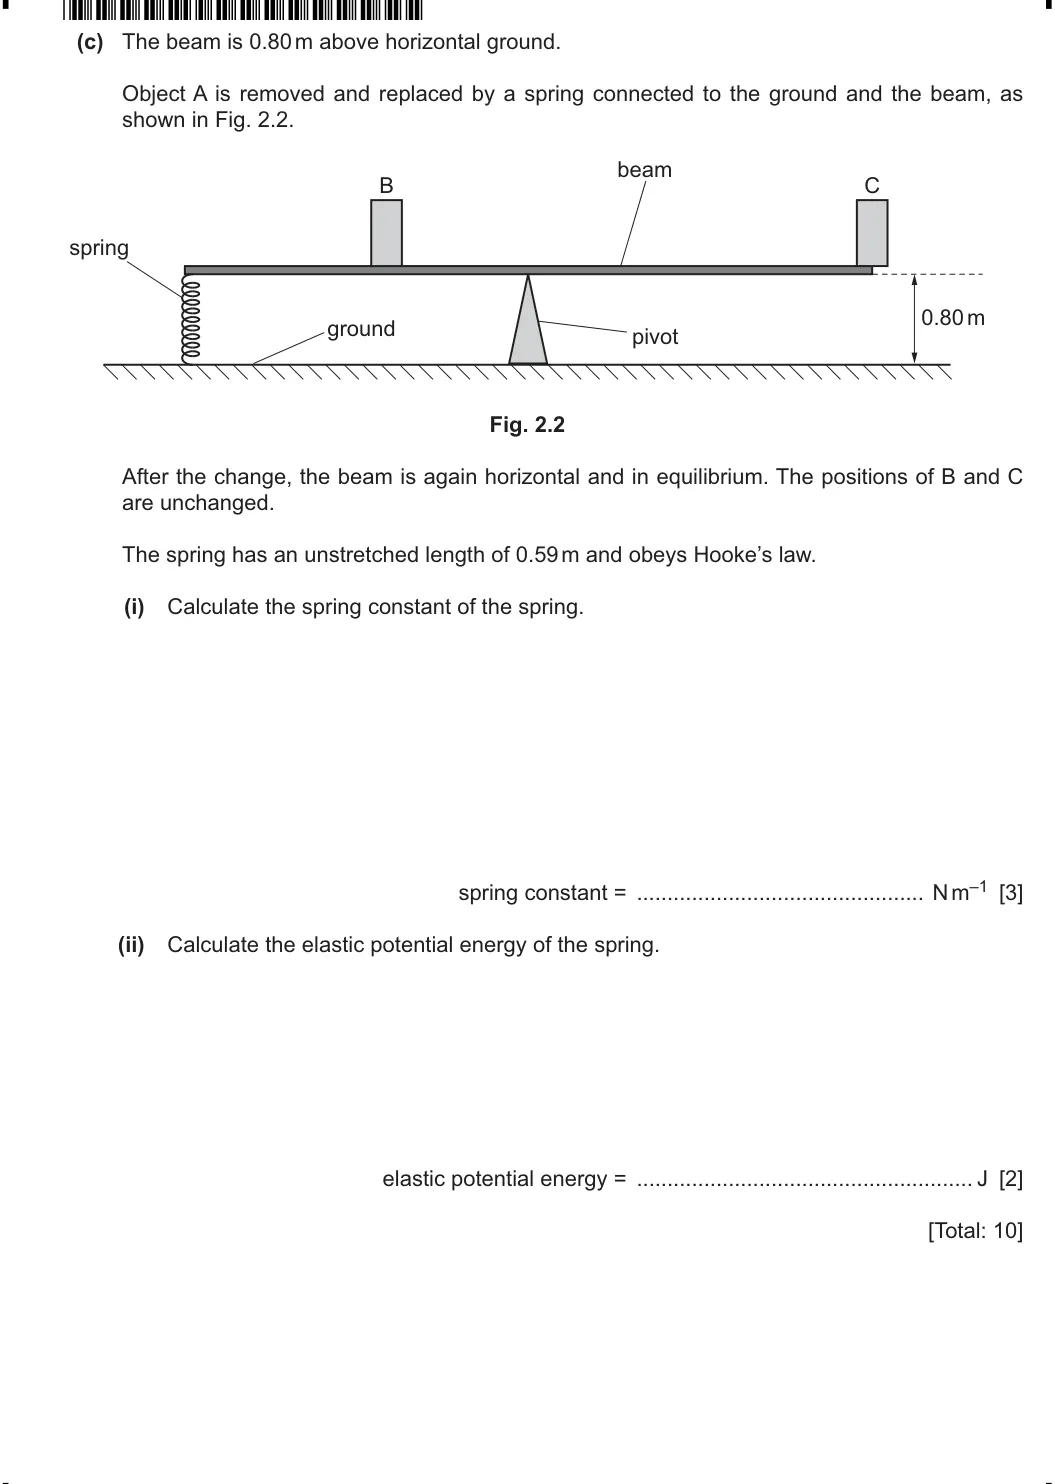 (c) The beam is 0.80 m above horizontal ground.
Object A is removed and replaced by a spring connected to the ground and the beam, as
shown in Fig. 2.2.
beam
B
C
spring
ground
pivot
0.80 m
Fig. 2.2
After the change, the beam is again horizontal and in equilibrium. The positions of B and C
are unchanged.
The spring has an unstretched length of 0.59 m and obeys Hooke’s law.
(i) Calculate the spring constant of the spring.
spring constant = ............................................... N m–1 [3]
(ii) Calculate the elastic potential energy of the spring.
elastic potential energy = ....................................................... J [2]
[Total: 10]